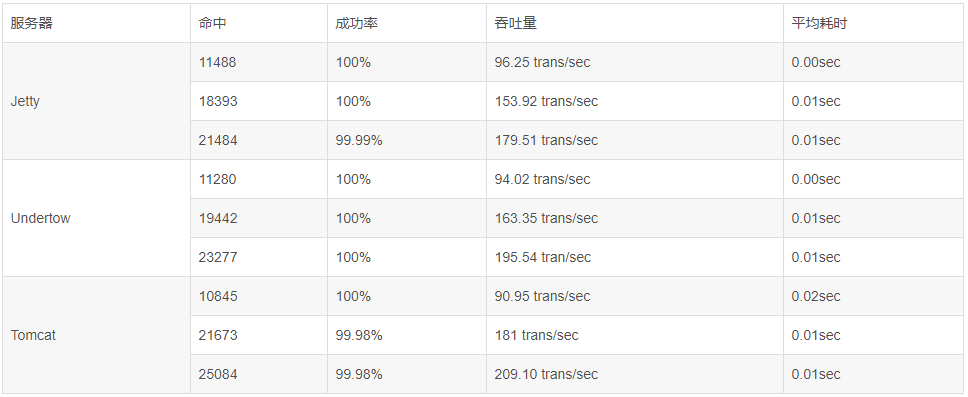 服务器 命中 成功率 吞吐量 平均耗时
11488 100% 96.25 trans/sec 0.00sec
Jetty 18393 100% 153.92 trans/sec 0.01sec
21484 99.99% 179.51 trans/sec 0.01sec
11280 100% 94.02 trans/sec 0.00sec
Undertow 19442 100% 163.35 trans/sec 0.01sec
23277 100% 195.54 tran/sec 0.01sec
10845 100% 90.95 trans/sec 0.02sec
Tomcat 21673 99.98% 181 trans/sec 0.01sec
25084 99.98% 209.10 trans/sec 0.01sec